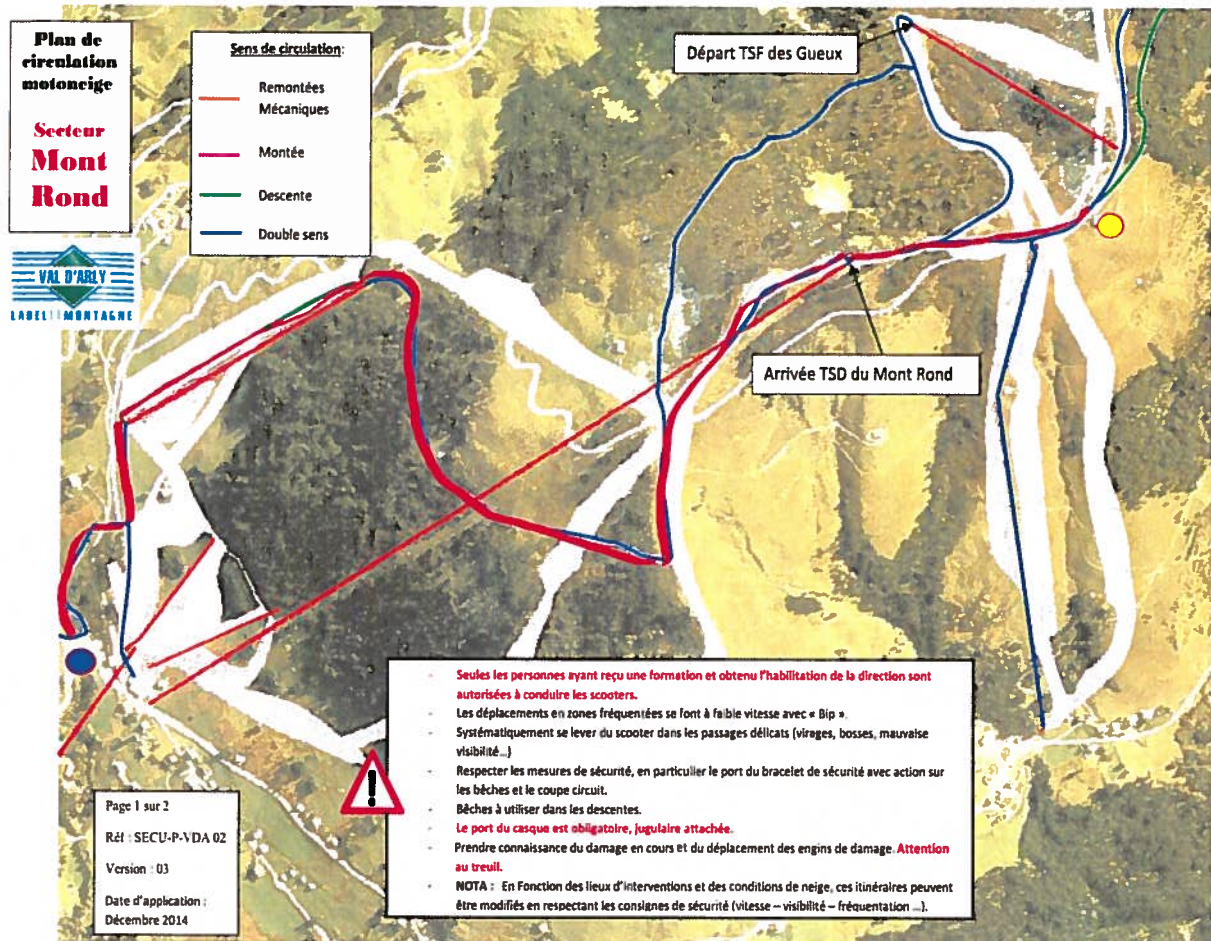 Plan de
circulation
motoneige
Secteur
Mont
Rond
VAL D'ARLY
LABELLEMONTAGNE
Sens de circulation:
Remontées
Mécaniques
Montée
Descente
Double sens
Départ TSF des Gueux
Arrivée TSD du Mont Rond
- Seules les personnes ayant reçu une formation et obtenu l'habilitation de la direction sont
autorisées à conduire les scooters.
- Les déplacements en zones fréquentées se font à faible vitesse avec « Bip ».
- Systématiquement se lever du scooter dans les passages délicats (virages, bosses, mauvaise
visibilité...)
- Respecter les mesures de sécurité, en particulier le port du bracelet de sécurité avec action sur
les bêches et le coupe circuit.
- Bêches à utiliser dans les descentes.
- Le port du casque est obligatoire, jugulaire attachée.
- Prendre connaissance du damage en cours et du déplacement des engins de damage. Attention
au treuil.
- NOTA : En Fonction des lieux d'interventions et des conditions de neige, ces itinéraires peuvent
être modifiés en respectant les consignes de sécurité (vitesse – visibilité – fréquentation ...).
!
Page 1 sur 2
Réf : SECU-P-VDA 02
Version : 03
Date d'application :
Décembre 2014